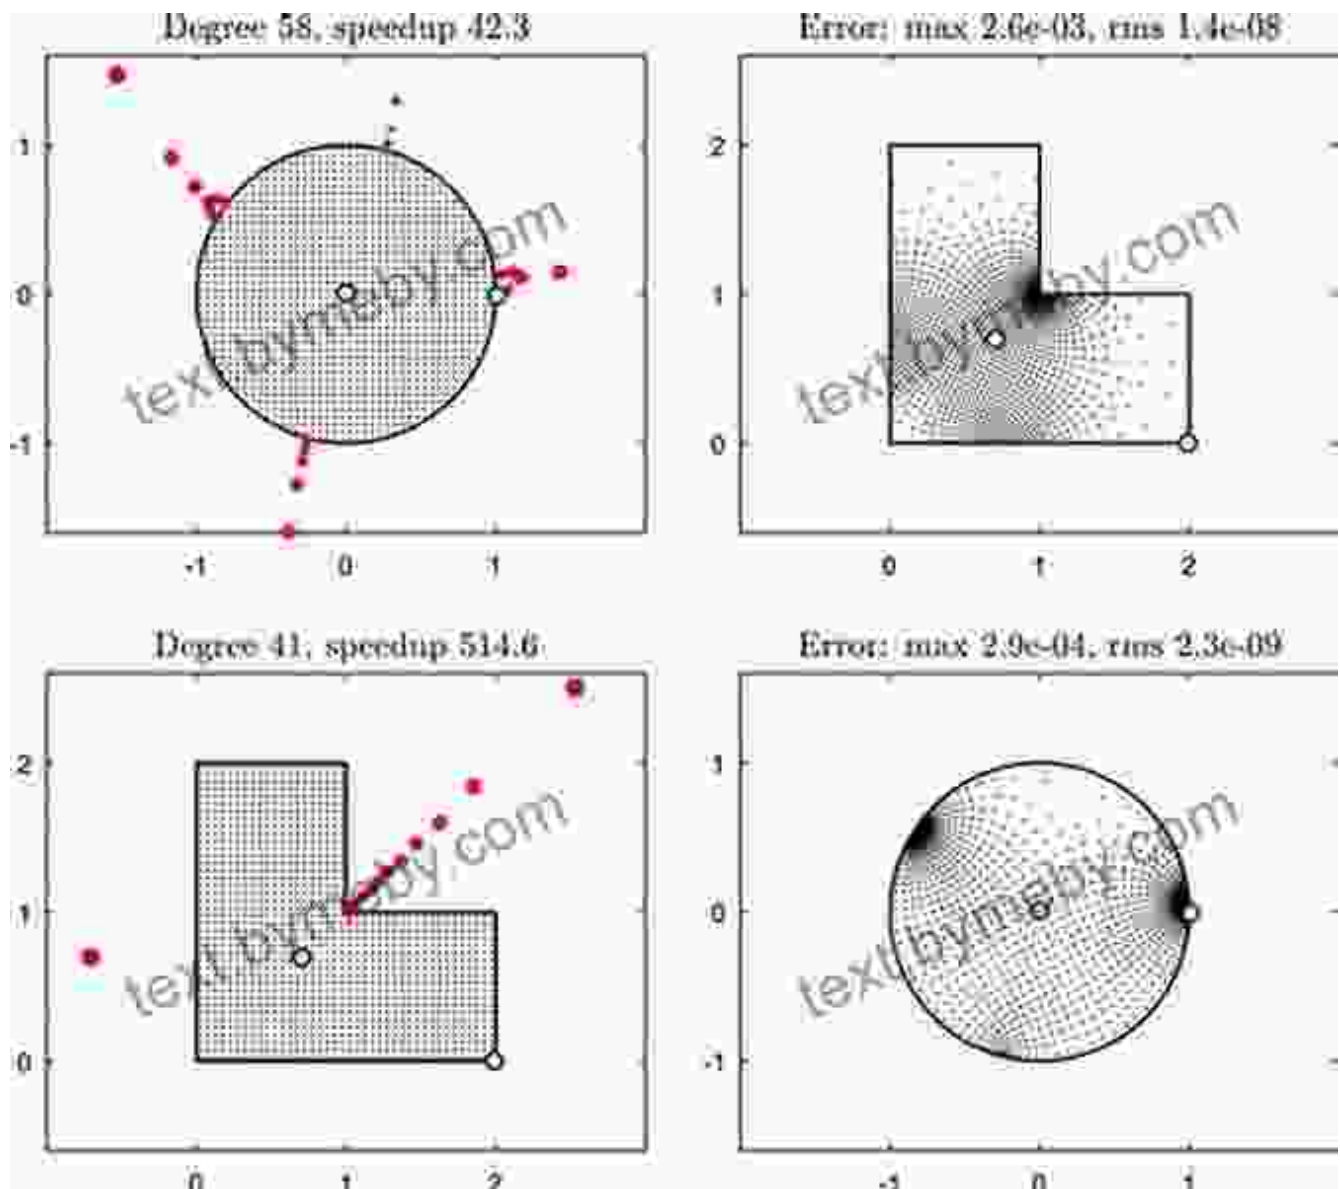 Degree 58, speedup 42.3
Error: max 2.6e-03, rms 1.4e-08
1
0
-1
-1 0 1
2
1
0
0 1 2
text.bymeby.com
text.bymeby.com
Degree 41, speedup 514.6
Error: max 2.9e-04, rms 2.3e-09
2
1
0
0 1 2
1
0
-1
-1 0 1
text.bymeby.com
text.bymeby.com